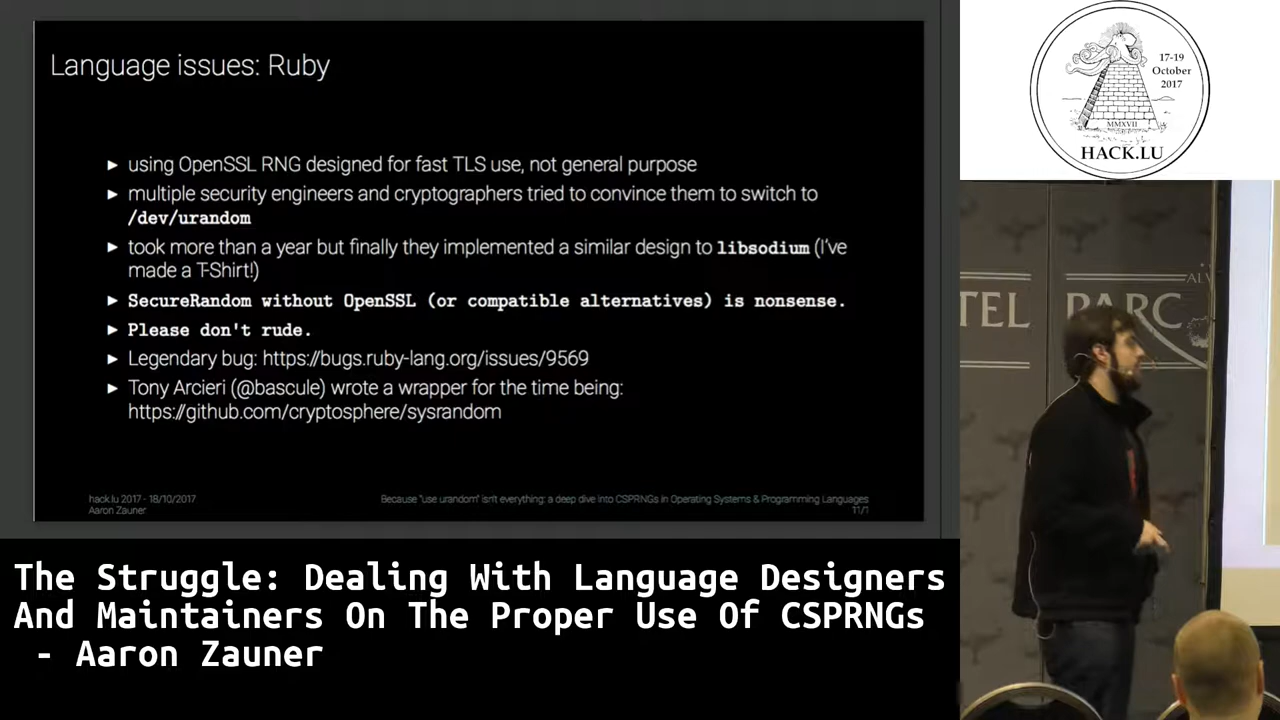 Language issues: Ruby
► using OpenSSL RNG designed for fast TLS use, not general purpose
► multiple security engineers and cryptographers tried to convince them to switch to
/dev/urandom
► took more than a year but finally they implemented a similar design to libsodium (I've
made a T-Shirt!)
► SecureRandom without OpenSSL (or compatible alternatives) is nonsense.
► Please don't rude.
► Legendary bug: https://bugs.ruby-lang.org/issues/9569
► Tony Arcieri (@bascule) wrote a wrapper for the time being:
https://github.com/cryptosphere/sysrandom
hack.lu 2017 - 18/10/2017
Aaron Zauner
Because "use urandom" isn't everything: a deep dive into CSPRNGs in Operating Systems & Programming Languages
11/1
17-19
October
2017
MMXVII
HACK.LU
TEL PARC
AL
The Struggle: Dealing With Language Designers
And Maintainers On The Proper Use Of CSPRNGs
- Aaron Zauner